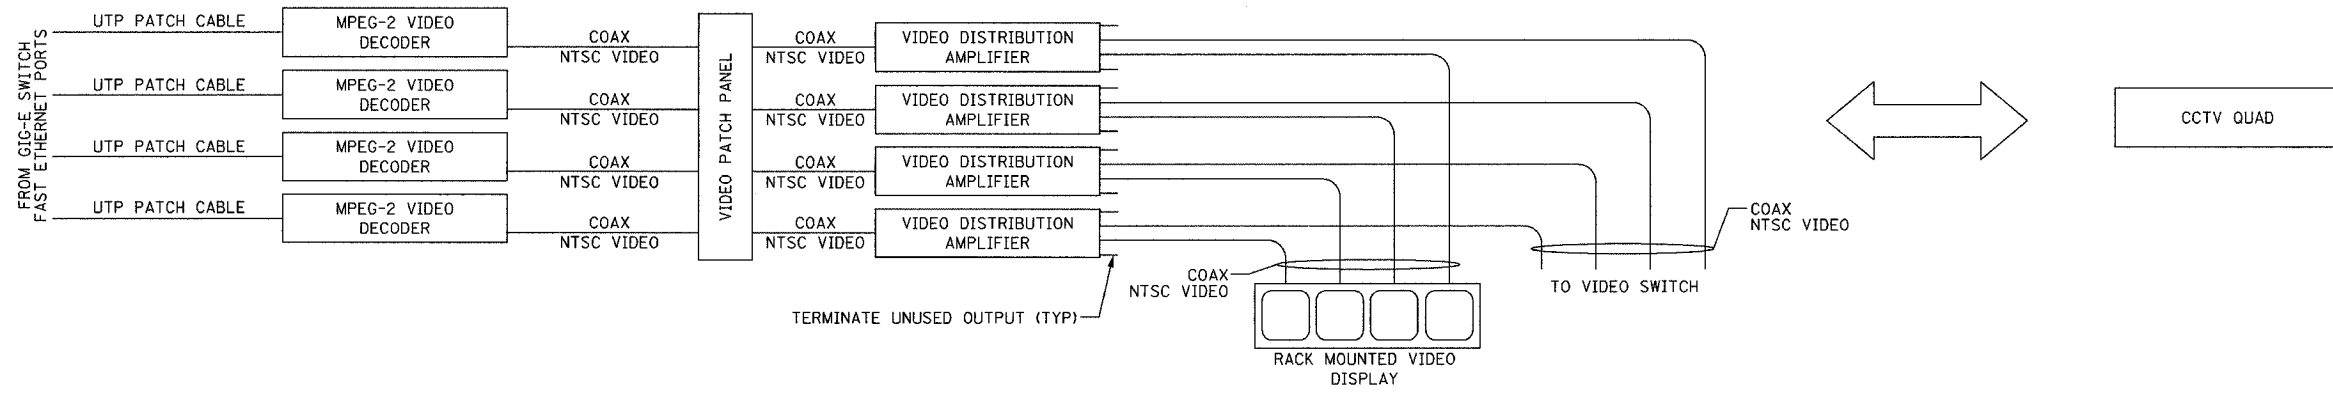 FROM GIG-E SWITCH
FAST ETHERNET PORTS
UTP PATCH CABLE
UTP PATCH CABLE
UTP PATCH CABLE
UTP PATCH CABLE
MPEG-2 VIDEO
DECODER
MPEG-2 VIDEO
DECODER
MPEG-2 VIDEO
DECODER
MPEG-2 VIDEO
DECODER
COAX
NTSC VIDEO
COAX
NTSC VIDEO
COAX
NTSC VIDEO
COAX
NTSC VIDEO
VIDEO PATCH PANEL
COAX
NTSC VIDEO
COAX
NTSC VIDEO
COAX
NTSC VIDEO
COAX
NTSC VIDEO
VIDEO DISTRIBUTION
AMPLIFIER
VIDEO DISTRIBUTION
AMPLIFIER
VIDEO DISTRIBUTION
AMPLIFIER
VIDEO DISTRIBUTION
AMPLIFIER
TERMINATE UNUSED OUTPUT (TYP)
COAX
NTSC VIDEO
RACK MOUNTED VIDEO
DISPLAY
TO VIDEO SWITCH
COAX
NTSC VIDEO
CCTV QUAD